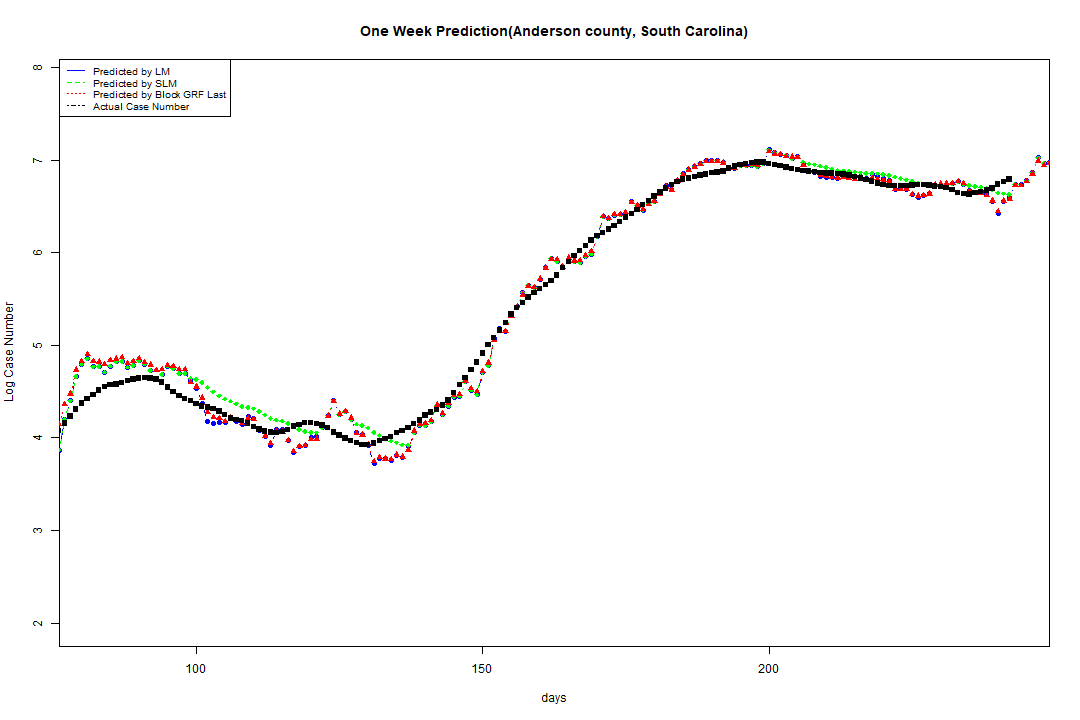 One Week Prediction(Anderson county, South Carolina)
Predicted by LM
Predicted by SLM
Predicted by Block GRF Last
Actual Case Number
Log Case Number
8
7
6
5
4
3
2
100
150
200
days